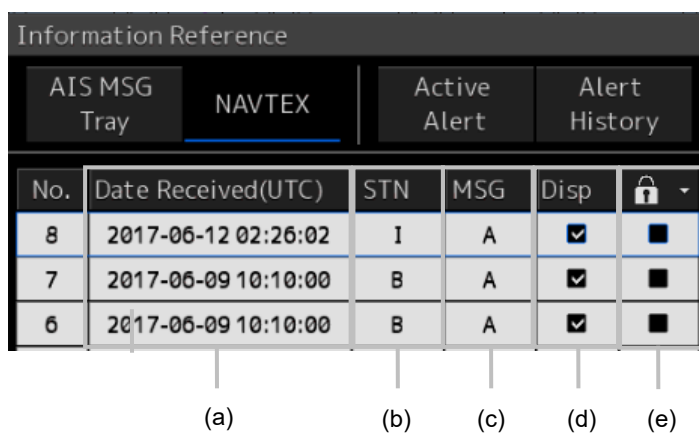 Information Reference
AIS MSG Tray NAVTEX Active Alert Alert History
No. Date Received(UTC) STN MSG Disp
8 2017-06-12 02:26:02 I A
7 2017-06-09 10:10:00 B A
6 2017-06-09 10:10:00 B A
(a) (b) (c) (d) (e)